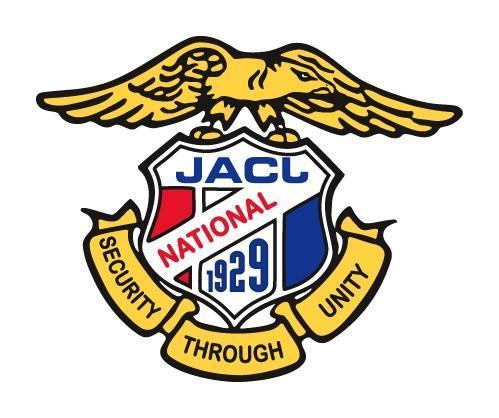 JACL
NATIONAL
1929
SECURITY
THROUGH
UNITY